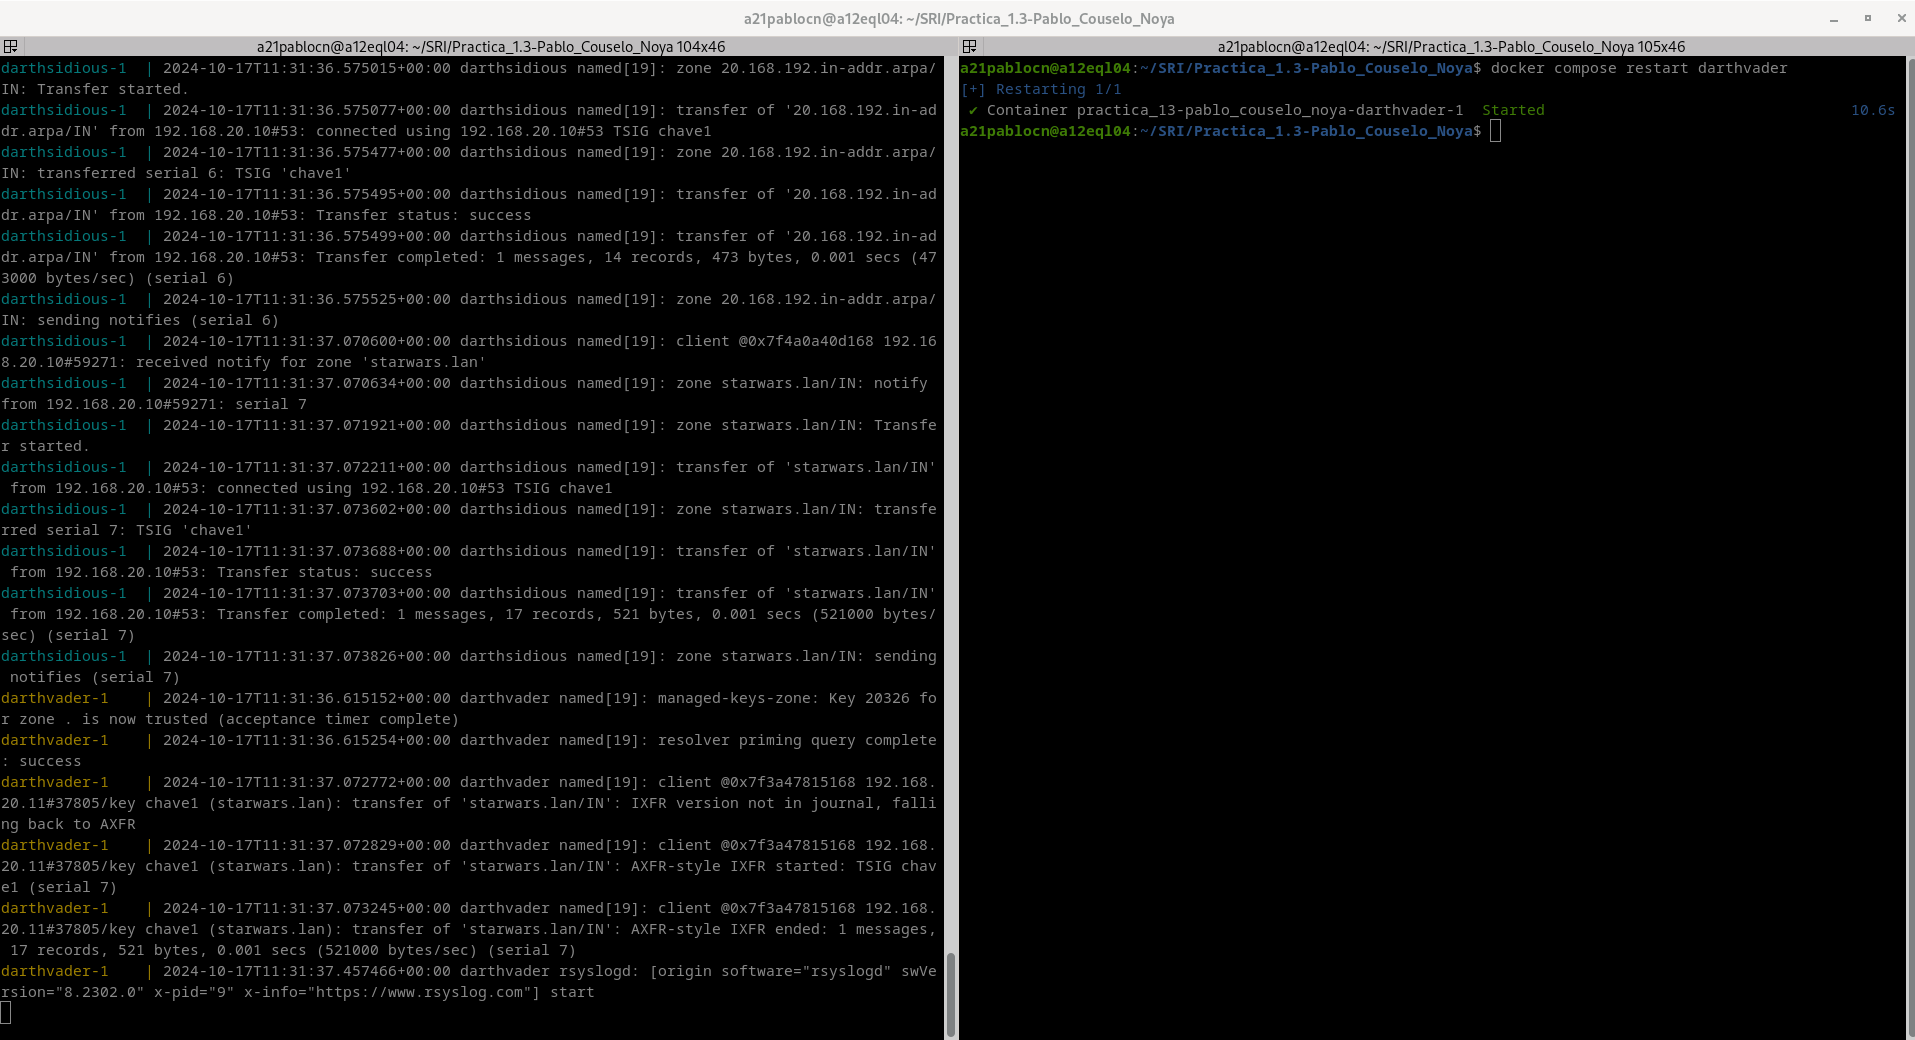 a21pablocn@a12eql04: ~/SRI/Practica_1.3-Pablo_Couselo_Noya
a21pablocn@a12eql04: ~/SRI/Practica_1.3-Pablo_Couselo_Noya 104x46
darthsidious-1  | 2024-10-17T11:31:36.575015+00:00 darthsidious named[19]: zone 20.168.192.in-addr.arpa/
IN: Transfer started.
darthsidious-1  | 2024-10-17T11:31:36.575077+00:00 darthsidious named[19]: transfer of '20.168.192.in-ad
dr.arpa/IN' from 192.168.20.10#53: connected using 192.168.20.10#53 TSIG chave1
darthsidious-1  | 2024-10-17T11:31:36.575477+00:00 darthsidious named[19]: zone 20.168.192.in-addr.arpa/
IN: transferred serial 6: TSIG 'chave1'
darthsidious-1  | 2024-10-17T11:31:36.575495+00:00 darthsidious named[19]: transfer of '20.168.192.in-ad
dr.arpa/IN' from 192.168.20.10#53: Transfer status: success
darthsidious-1  | 2024-10-17T11:31:36.575499+00:00 darthsidious named[19]: transfer of '20.168.192.in-ad
dr.arpa/IN' from 192.168.20.10#53: Transfer completed: 1 messages, 14 records, 473 bytes, 0.001 secs (47
3000 bytes/sec) (serial 6)
darthsidious-1  | 2024-10-17T11:31:36.575525+00:00 darthsidious named[19]: zone 20.168.192.in-addr.arpa/
IN: sending notifies (serial 6)
darthsidious-1  | 2024-10-17T11:31:37.070600+00:00 darthsidious named[19]: client @0x7f4a0a40d168 192.16
8.20.10#59271: received notify for zone 'starwars.lan'
darthsidious-1  | 2024-10-17T11:31:37.070634+00:00 darthsidious named[19]: zone starwars.lan/IN: notify
from 192.168.20.10#59271: serial 7
darthsidious-1  | 2024-10-17T11:31:37.071921+00:00 darthsidious named[19]: zone starwars.lan/IN: Transfe
r started.
darthsidious-1  | 2024-10-17T11:31:37.072211+00:00 darthsidious named[19]: transfer of 'starwars.lan/IN'
 from 192.168.20.10#53: connected using 192.168.20.10#53 TSIG chave1
darthsidious-1  | 2024-10-17T11:31:37.073602+00:00 darthsidious named[19]: zone starwars.lan/IN: transfe
rred serial 7: TSIG 'chave1'
darthsidious-1  | 2024-10-17T11:31:37.073688+00:00 darthsidious named[19]: transfer of 'starwars.lan/IN'
 from 192.168.20.10#53: Transfer status: success
darthsidious-1  | 2024-10-17T11:31:37.073703+00:00 darthsidious named[19]: transfer of 'starwars.lan/IN'
 from 192.168.20.10#53: Transfer completed: 1 messages, 17 records, 521 bytes, 0.001 secs (521000 bytes/
sec) (serial 7)
darthsidious-1  | 2024-10-17T11:31:37.073826+00:00 darthsidious named[19]: zone starwars.lan/IN: sending
 notifies (serial 7)
darthvader-1    | 2024-10-17T11:31:36.615152+00:00 darthvader named[19]: managed-keys-zone: Key 20326 fo
r zone . is now trusted (acceptance timer complete)
darthvader-1    | 2024-10-17T11:31:36.615254+00:00 darthvader named[19]: resolver priming query complete
: success
darthvader-1    | 2024-10-17T11:31:37.072772+00:00 darthvader named[19]: client @0x7f3a47815168 192.168.
20.11#37805/key chave1 (starwars.lan): transfer of 'starwars.lan/IN': IXFR version not in journal, falli
ng back to AXFR
darthvader-1    | 2024-10-17T11:31:37.072829+00:00 darthvader named[19]: client @0x7f3a47815168 192.168.
20.11#37805/key chave1 (starwars.lan): transfer of 'starwars.lan/IN': AXFR-style IXFR started: TSIG chav
e1 (serial 7)
darthvader-1    | 2024-10-17T11:31:37.073245+00:00 darthvader named[19]: client @0x7f3a47815168 192.168.
20.11#37805/key chave1 (starwars.lan): transfer of 'starwars.lan/IN': AXFR-style IXFR ended: 1 messages,
 17 records, 521 bytes, 0.001 secs (521000 bytes/sec) (serial 7)
darthvader-1    | 2024-10-17T11:31:37.457466+00:00 darthvader rsyslogd: [origin software="rsyslogd" swVe
rsion="8.2302.0" x-pid="9" x-info="https://www.rsyslog.com"] start
a21pablocn@a12eql04: ~/SRI/Practica_1.3-Pablo_Couselo_Noya 105x46
a21pablocn@a12eql04:~/SRI/Practica_1.3-Pablo_Couselo_Noya$ docker compose restart darthvader
[+] Restarting 1/1
 ✔ Container practica_13-pablo_couselo_noya-darthvader-1  Started 10.6s
a21pablocn@a12eql04:~/SRI/Practica_1.3-Pablo_Couselo_Noya$